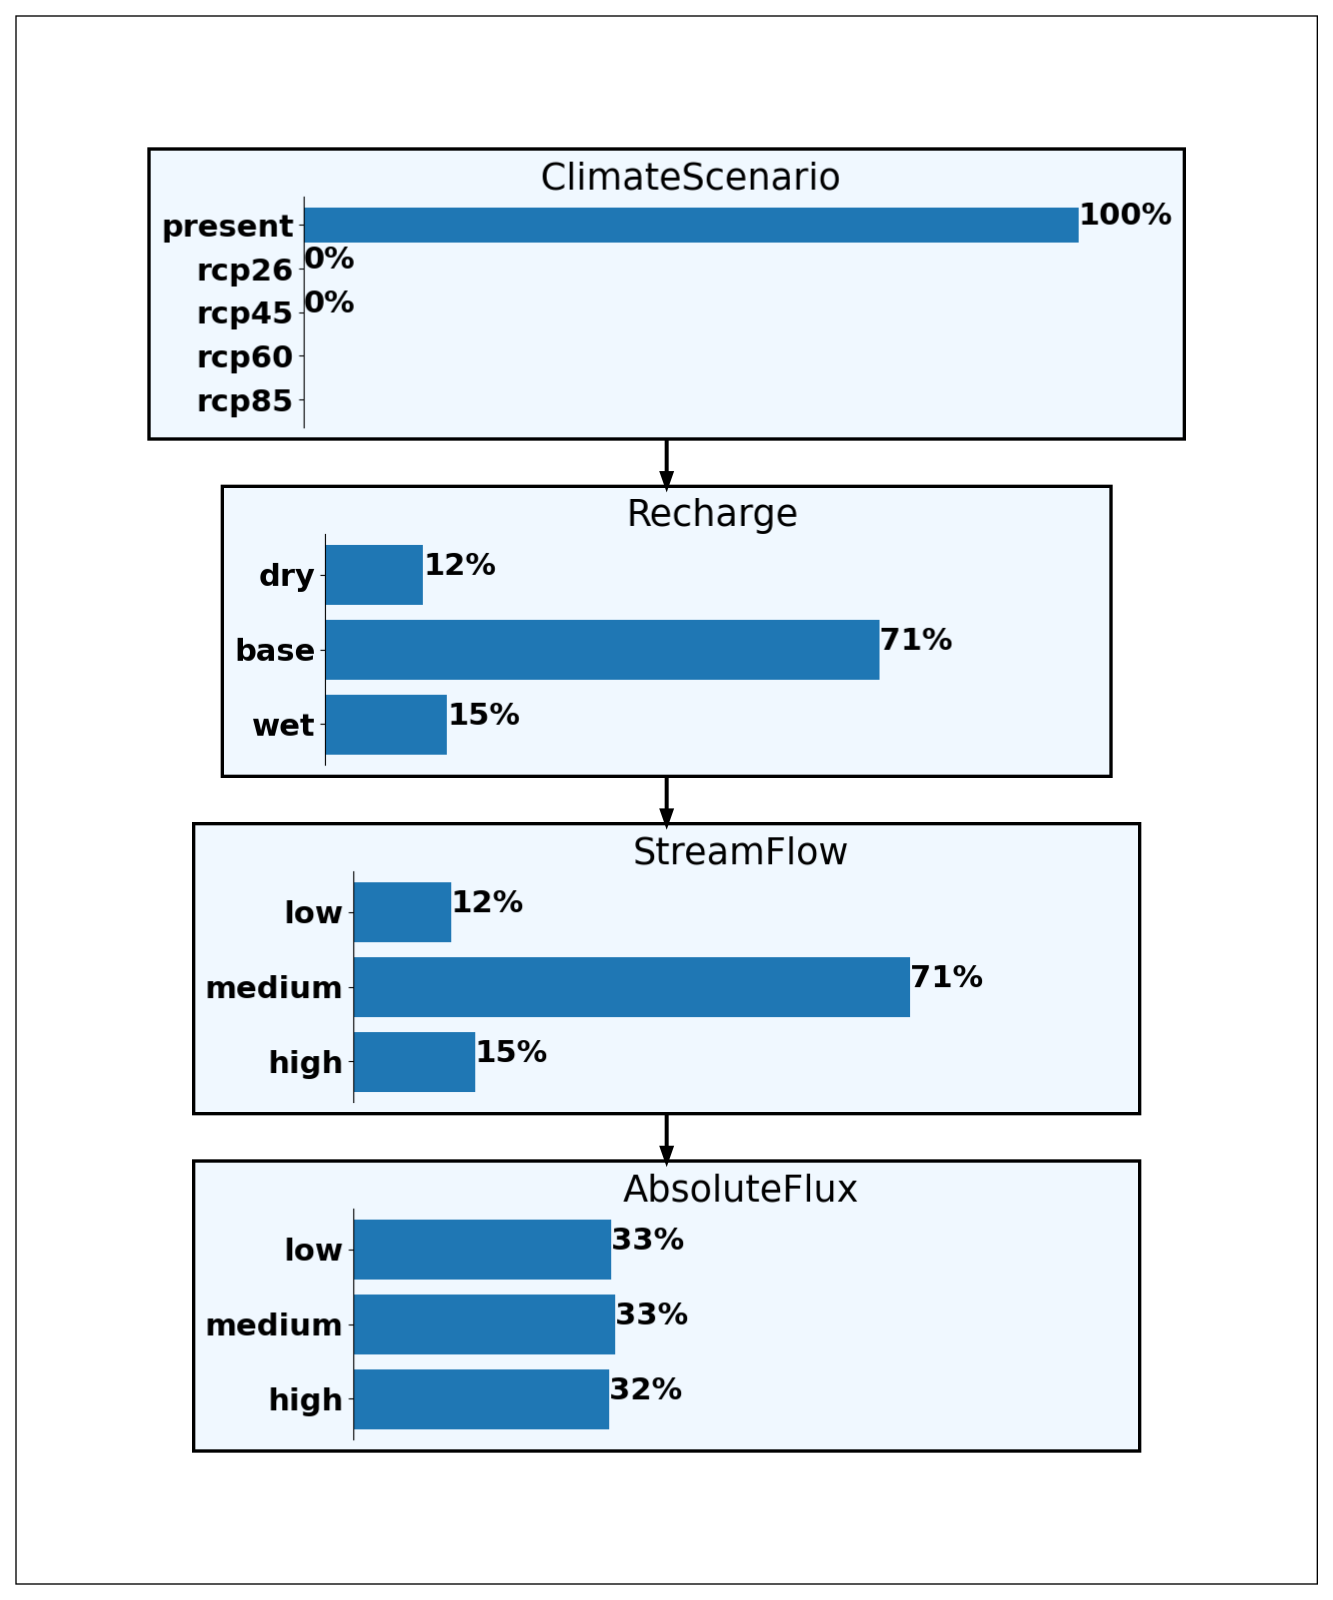 ClimateScenario
present 100%
rcp26 0%
rcp45 0%
rcp60
rcp85
Recharge
dry 12%
base 71%
wet 15%
StreamFlow
low 12%
medium 71%
high 15%
AbsoluteFlux
low 33%
medium 33%
high 32%